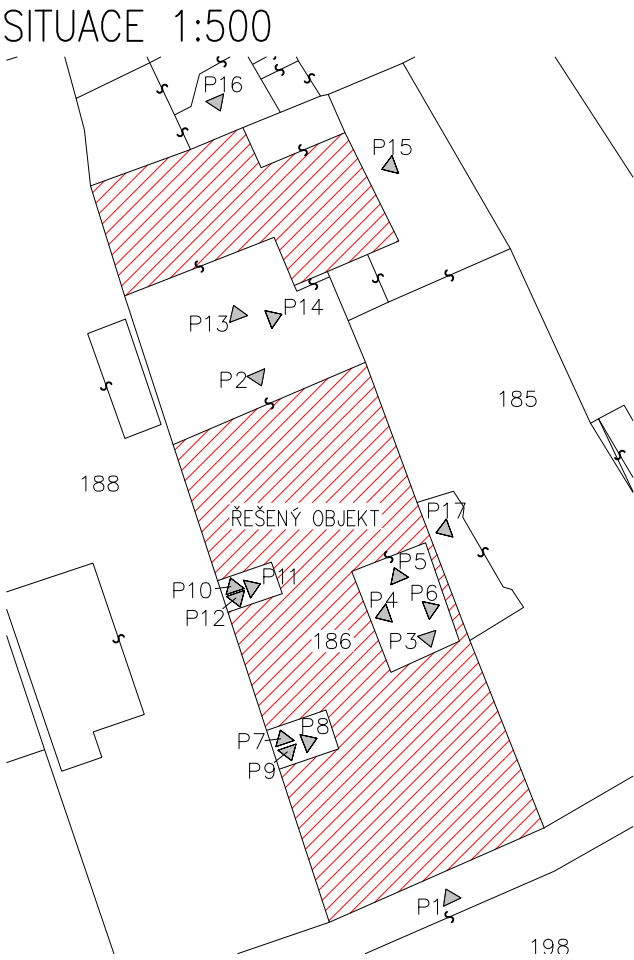 SITUACE 1:500
P16
P15
P13
P14
P2
185
188
ŘEŠENÝ OBJEKT
P17
P5
P10
P11
P12
P4
P6
186
P3
P7
P8
P9
P1
198